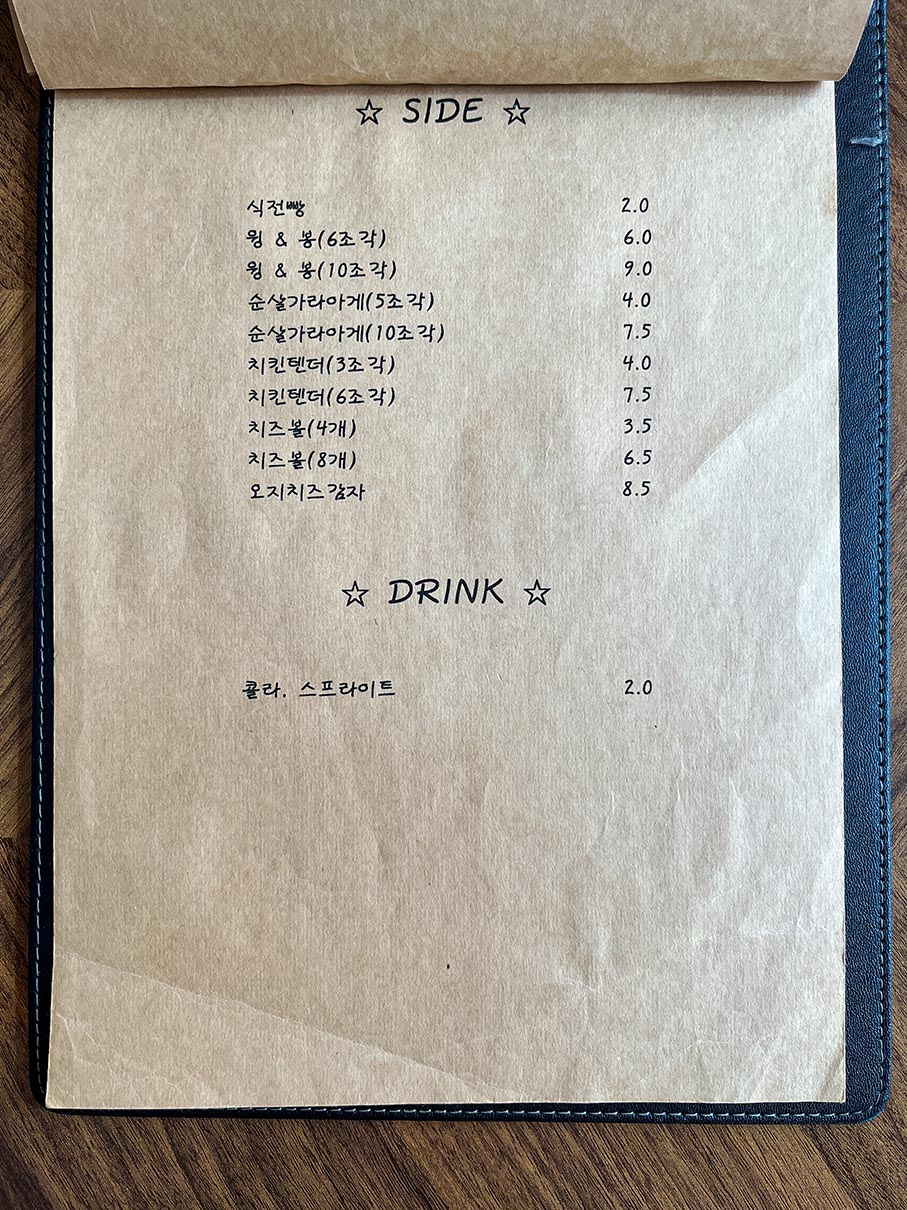 ☆ SIDE ☆
식전빵 2.0
윙 & 봉(6조각) 6.0
윙 & 봉(10조각) 9.0
순살가라아게(5조각) 4.0
순살가라아게(10조각) 7.5
치킨텐더(3조각) 4.0
치킨텐더(6조각) 7.5
치즈볼(4개) 3.5
치즈볼(8개) 6.5
오지치즈감자 8.5
☆ DRINK ☆
콜라. 스프라이트 2.0